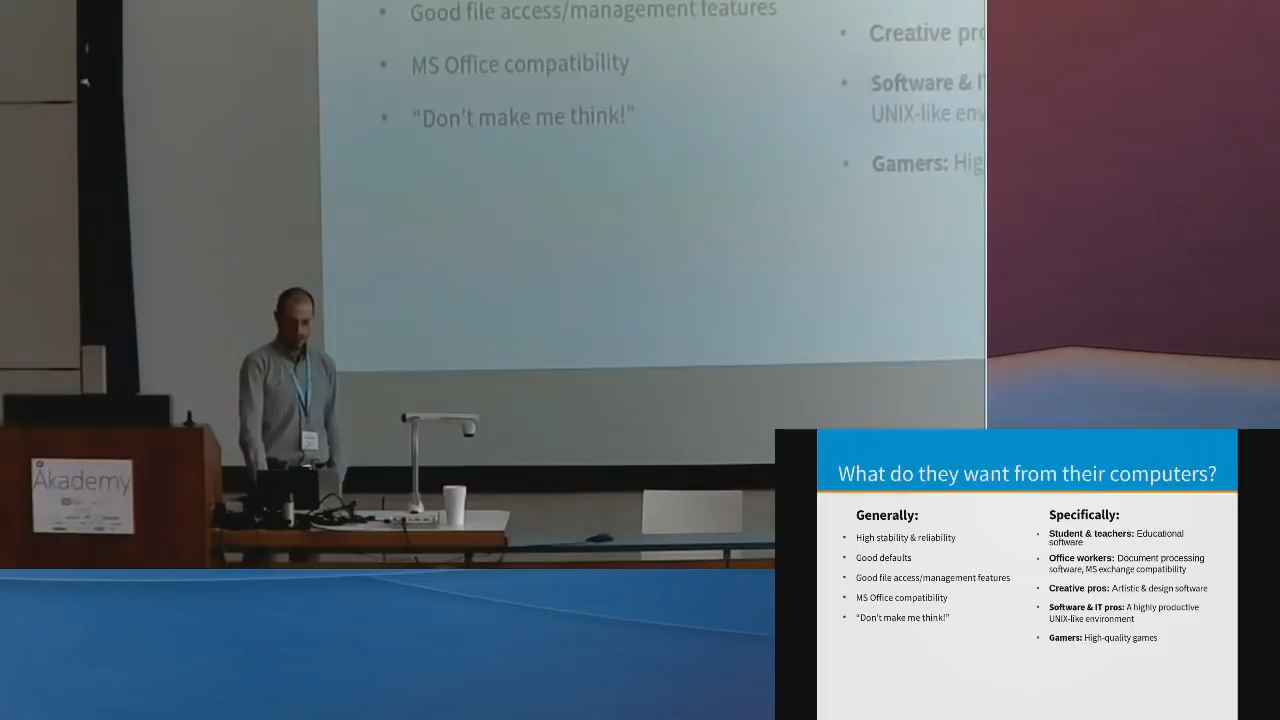 Good file access/management features
MS Office compatibility
“Don’t make me think!”
Creative pro
Software & I
UNIX-like env
Gamers: Hig
Akademy
What do they want from their computers?
Generally:
High stability & reliability
Good defaults
Good file access/management features
MS Office compatibility
“Don’t make me think!”
Specifically:
Student & teachers: Educational
software
Office workers: Document processing
software, MS exchange compatibility
Creative pros: Artistic & design software
Software & IT pros: A highly productive
UNIX-like environment
Gamers: High-quality games